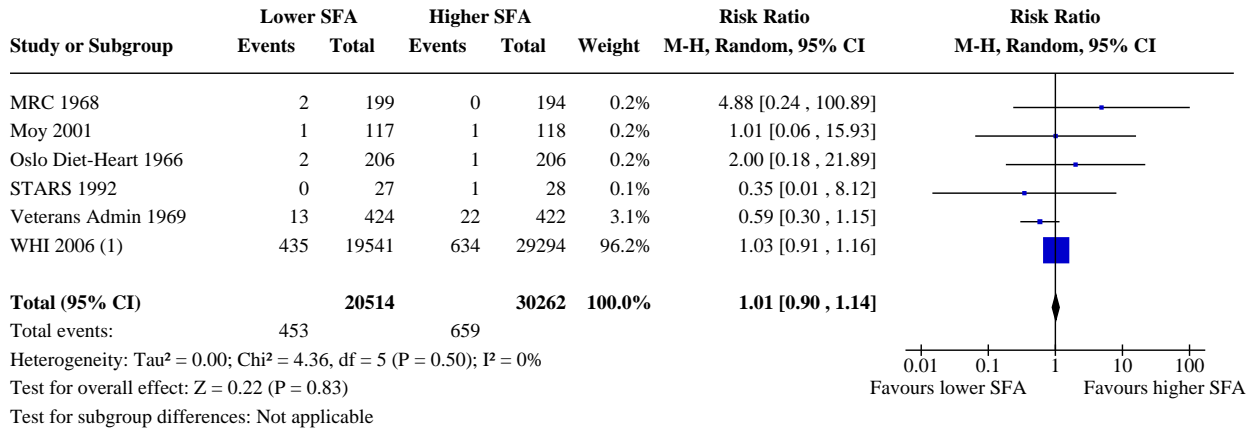 Lower SFA Higher SFA Risk Ratio Risk Ratio
Study or Subgroup Events Total Events Total Weight M-H, Random, 95% CI M-H, Random, 95% CI
MRC 1968 2 199 0 194 0.2% 4.88 [0.24 , 100.89]
Moy 2001 1 117 1 118 0.2% 1.01 [0.06 , 15.93]
Oslo Diet-Heart 1966 2 206 1 206 0.2% 2.00 [0.18 , 21.89]
STARS 1992 0 27 1 28 0.1% 0.35 [0.01 , 8.12]
Veterans Admin 1969 13 424 22 422 3.1% 0.59 [0.30 , 1.15]
WHI 2006 (1) 435 19541 634 29294 96.2% 1.03 [0.91 , 1.16]
Total (95% CI) 20514 30262 100.0% 1.01 [0.90 , 1.14]
Total events: 453 659
Heterogeneity: Tau² = 0.00; Chi² = 4.36, df = 5 (P = 0.50); I² = 0%
0.01 0.1 1 10 100
Test for overall effect: Z = 0.22 (P = 0.83)
Favours lower SFA Favours higher SFA
Test for subgroup differences: Not applicable